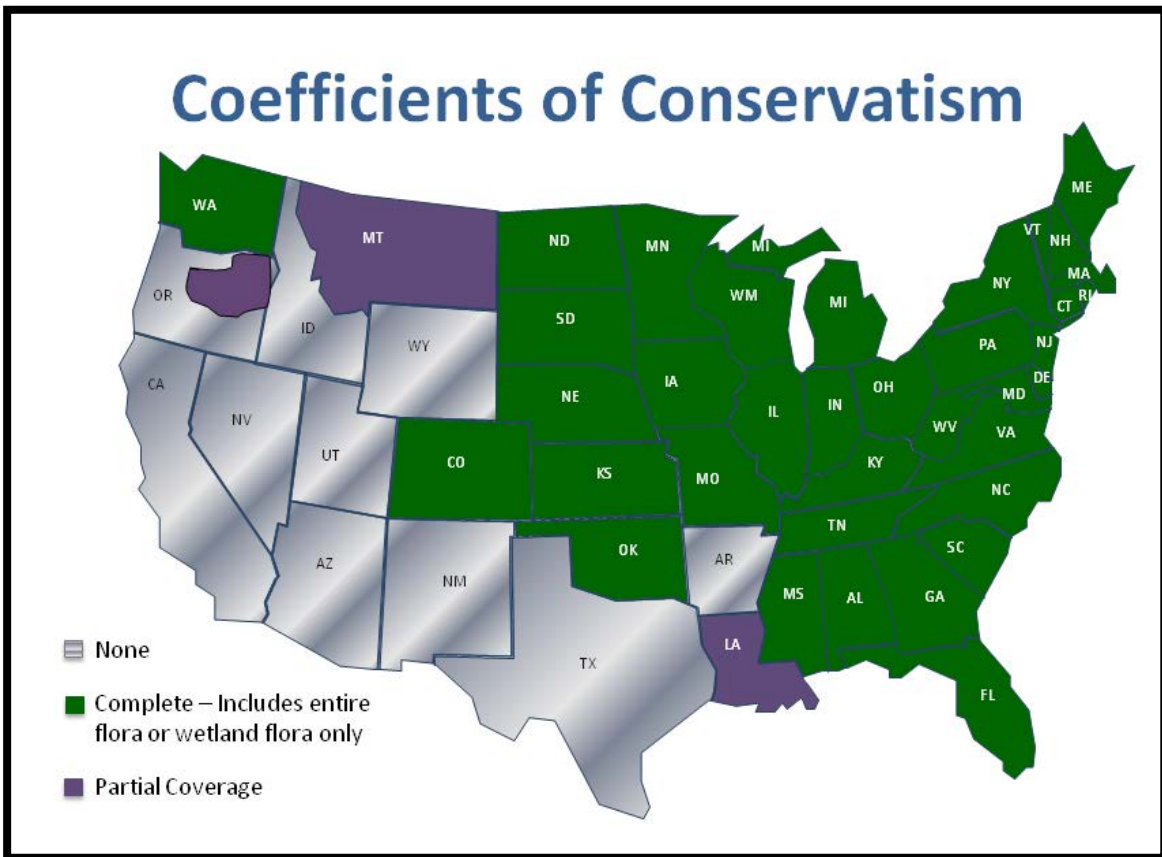 Coefficients of Conservatism
WA
MT
ND
MN
MI
ME
VT
NH
OR
ID
SD
WM
MI
NY
MA
RI
CT
WY
CA
NV
UT
NE
IA
IL
IN
OH
PA
NJ
DE
MD
WV
VA
CO
KS
MO
KY
NC
AZ
NM
OK
AR
TN
SC
MS
AL
GA
TX
LA
FL
None
Complete – Includes entire
flora or wetland flora only
Partial Coverage